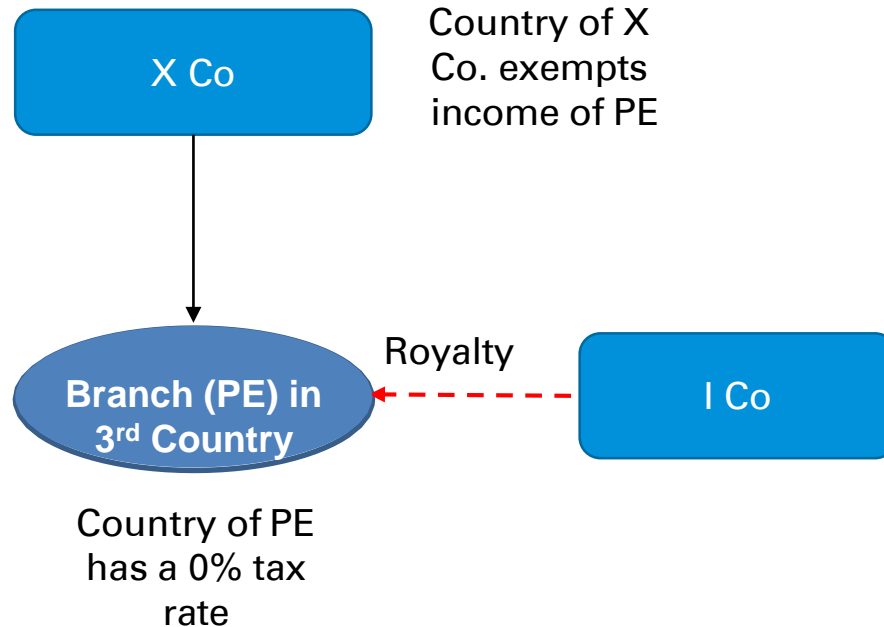 X Co
Country of X
Co. exempts
income of PE
Royalty
Branch (PE) in
3rd Country
I Co
Country of PE
has a 0% tax
rate